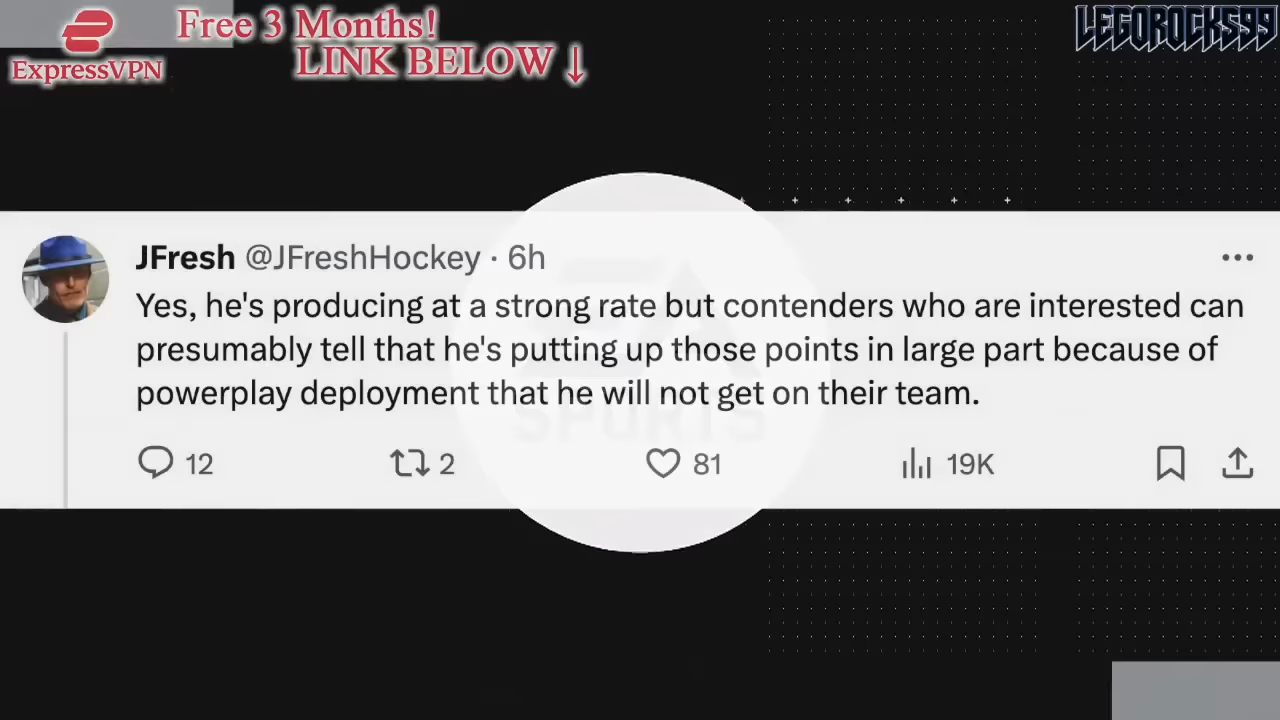 Free 3 Months!
LINK BELOW ↓
ExpressVPN
LEGOROCKS99
JFresh @JFreshHockey · 6h
Yes, he's producing at a strong rate but contenders who are interested can
presumably tell that he's putting up those points in large part because of
powerplay deployment that he will not get on their team.
12 2 81 19K
EA
SPORTS